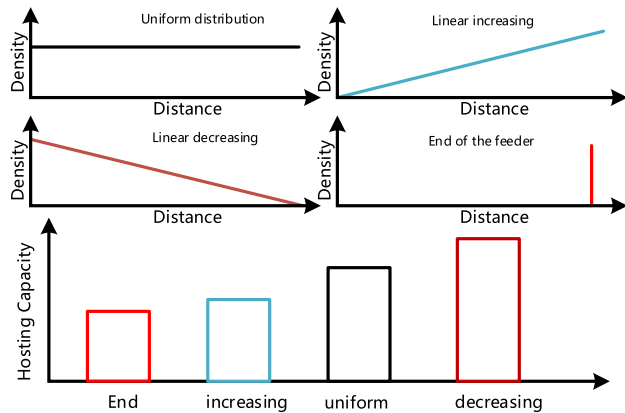 Uniform distribution
Density
Distance
Linear increasing
Density
Distance
Linear decreasing
Density
Distance
End of the feeder
Density
Distance
Hosting Capacity
End increasing uniform decreasing